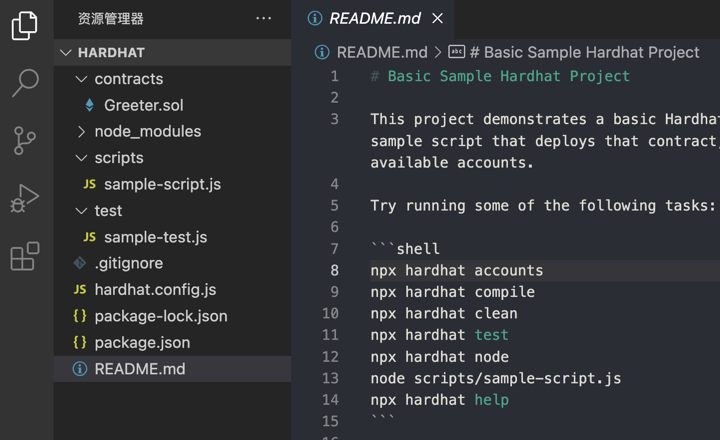 资源管理器
···
HARDHAT
contracts
Greeter.sol
node_modules
scripts
JS sample-script.js
test
JS sample-test.js
.gitignore
JS hardhat.config.js
{ } package-lock.json
{ } package.json
README.md
README.md
README.md > abc # Basic Sample Hardhat Project
1 # Basic Sample Hardhat Project
2
3 This project demonstrates a basic Hardhat
sample script that deploys that contract,
available accounts.
4
5 Try running some of the following tasks:
6
7 ```shell
8 npx hardhat accounts
9 npx hardhat compile
10 npx hardhat clean
11 npx hardhat test
12 npx hardhat node
13 node scripts/sample-script.js
14 npx hardhat help
15 ```